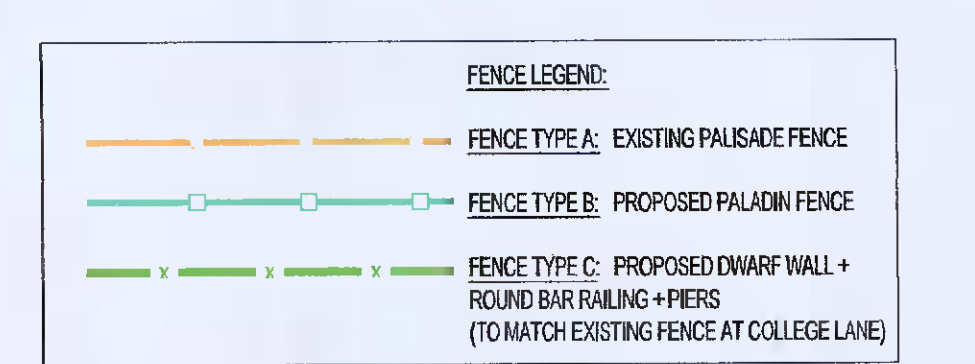 FENCE LEGEND:
FENCE TYPE A: EXISTING PALISADE FENCE
FENCE TYPE B: PROPOSED PALADIN FENCE
X X X FENCE TYPE C: PROPOSED DWARF WALL +
ROUND BAR RAILING + PIERS
(TO MATCH EXISTING FENCE AT COLLEGE LANE)